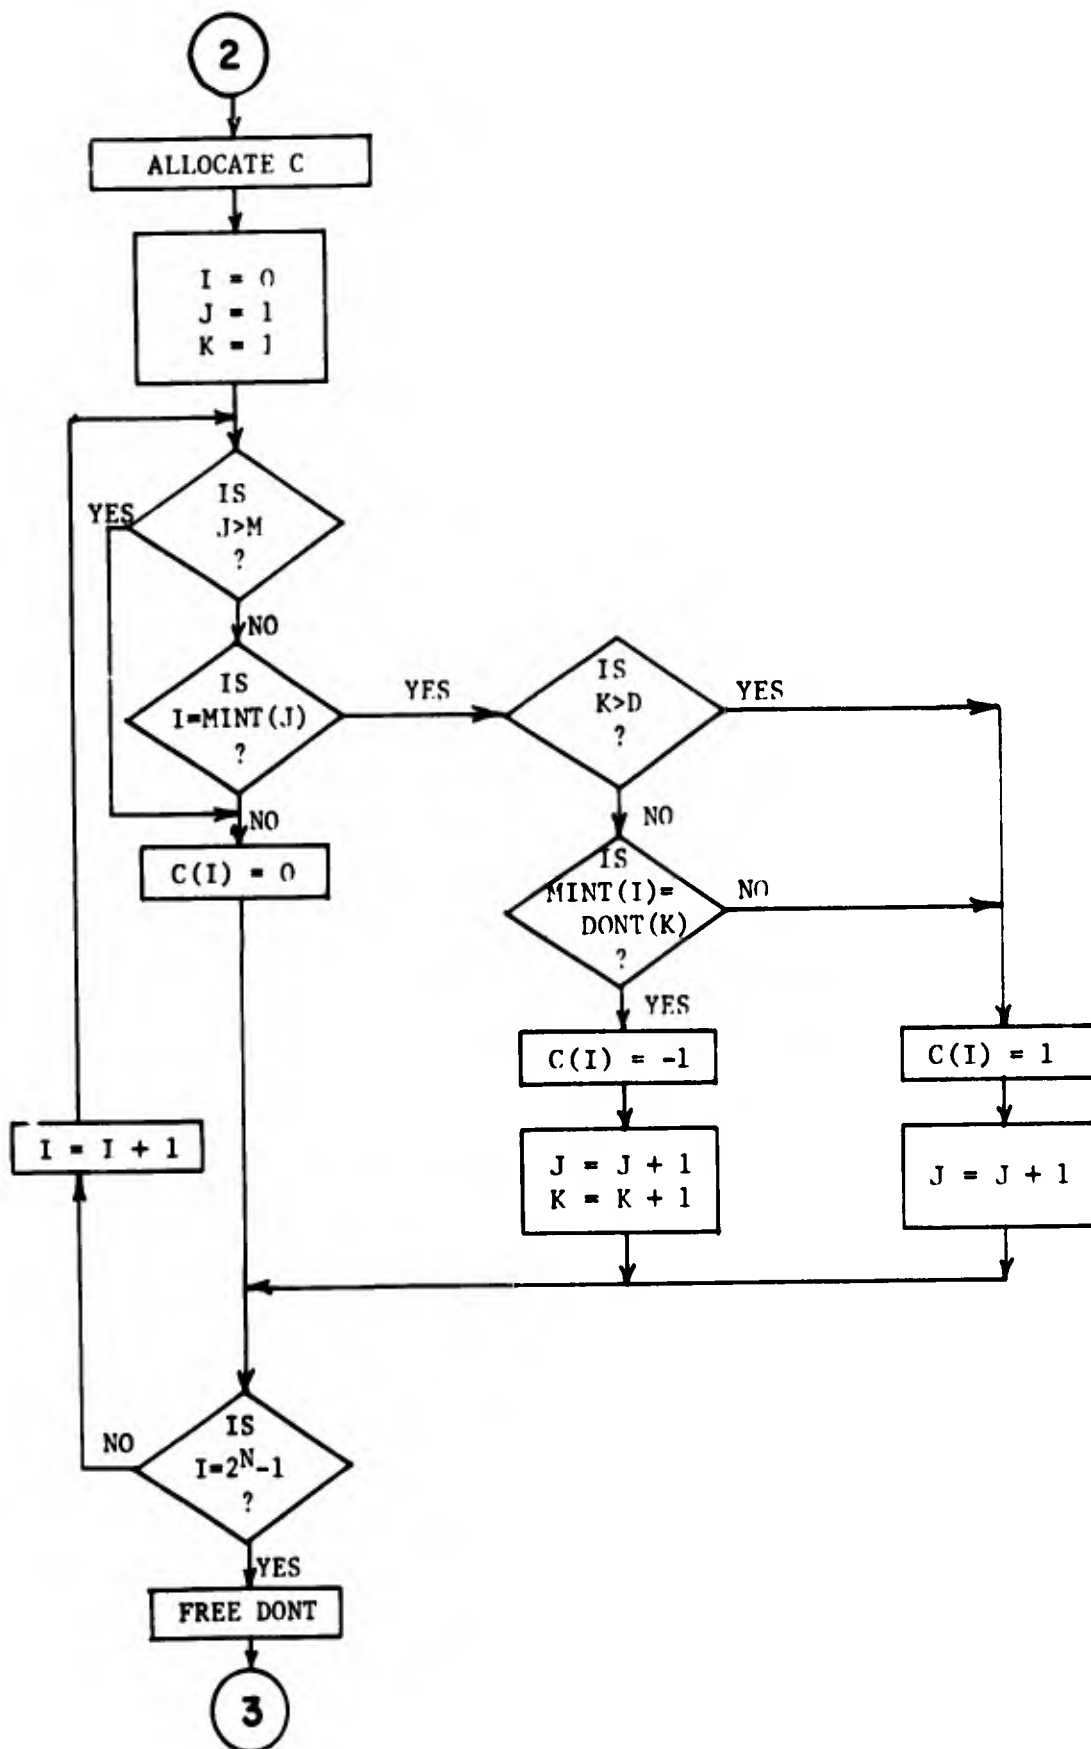 2
ALLOCATE C
I = 0
J = 1
K = 1
IS
J>M
?
YES
NO
IS
I=MINT(J)
?
YES
NO
C(I) = 0
IS
K>D
?
YES
NO
IS
MINT(I)=
DONT(K)
?
NO
YES
C(I) = -1
C(I) = 1
J = J + 1
K = K + 1
J = J + 1
I = I + 1
IS
I=2^N-1
?
NO
YES
FREE DONT
3